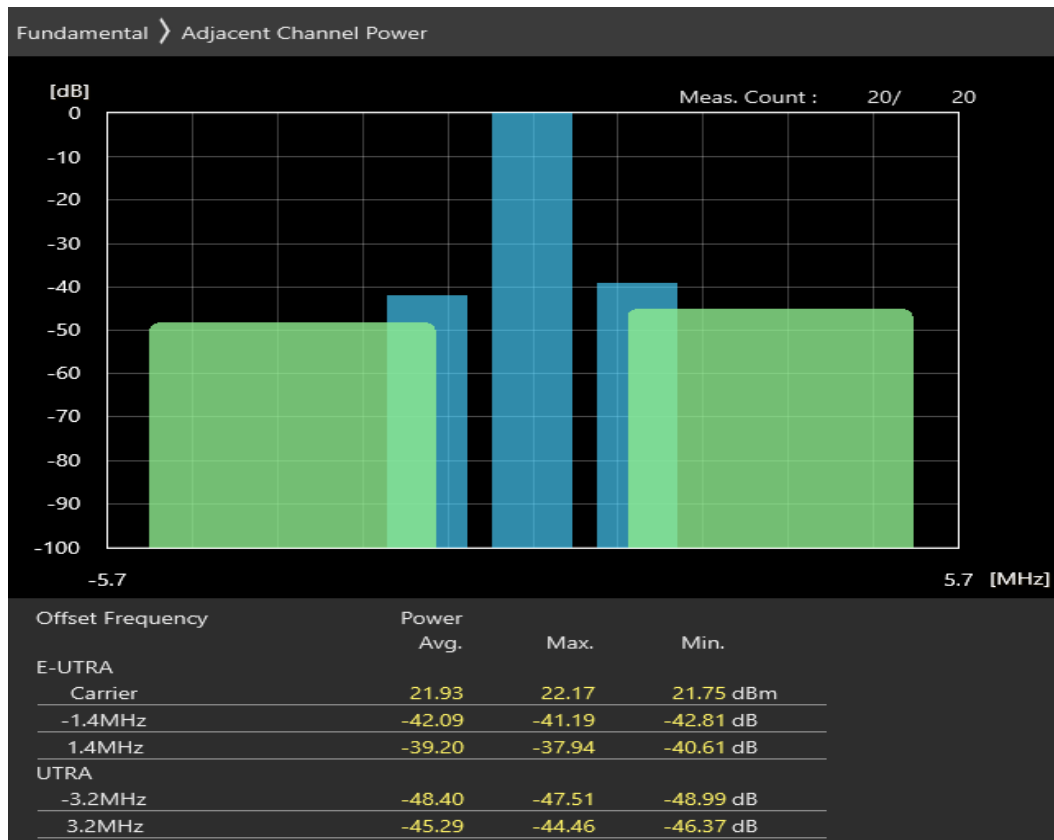 Fundamental 〉 Adjacent Channel Power
[dB]
Meas. Count : 20/ 20
0
-10
-20
-30
-40
-50
-60
-70
-80
-90
-100
-5.7 5.7 [MHz]
Offset Frequency Power
Avg. Max. Min.
E-UTRA
Carrier 21.93 22.17 21.75 dBm
-1.4MHz -42.09 -41.19 -42.81 dB
1.4MHz -39.20 -37.94 -40.61 dB
UTRA
-3.2MHz -48.40 -47.51 -48.99 dB
3.2MHz -45.29 -44.46 -46.37 dB